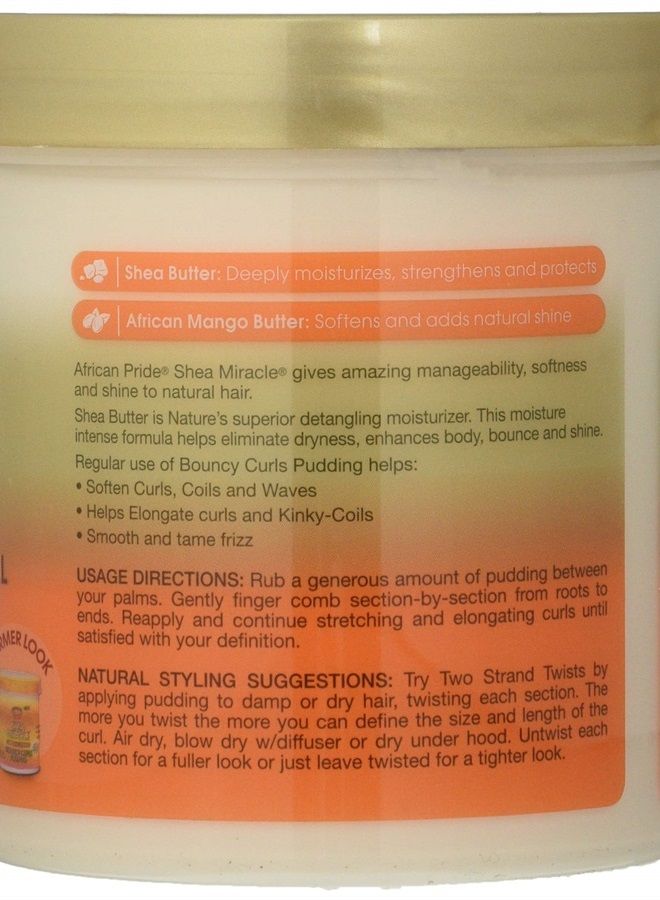 Shea Butter: Deeply moisturizes, strengthens and protects
African Mango Butter: Softens and adds natural shine
African Pride® Shea Miracle® gives amazing manageability, softness
and shine to natural hair.
Shea Butter is Nature's superior detangling moisturizer. This moisture
intense formula helps eliminate dryness, enhances body, bounce and shine.
Regular use of Bouncy Curls Pudding helps:
• Soften Curls, Coils and Waves
• Helps Elongate curls and Kinky-Coils
• Smooth and tame frizz
L
RMER LOOK
USAGE DIRECTIONS: Rub a generous amount of pudding between
your palms. Gently finger comb section-by-section from roots to
ends. Reapply and continue stretching and elongating curls until
satisfied with your definition.
NATURAL STYLING SUGGESTIONS: Try Two Strand Twists by
applying pudding to damp or dry hair, twisting each section. The
more you twist the more you can define the size and length of the
curl. Air dry, blow dry w/diffuser or dry under hood. Untwist each
section for a fuller look or just leave twisted for a tighter look.